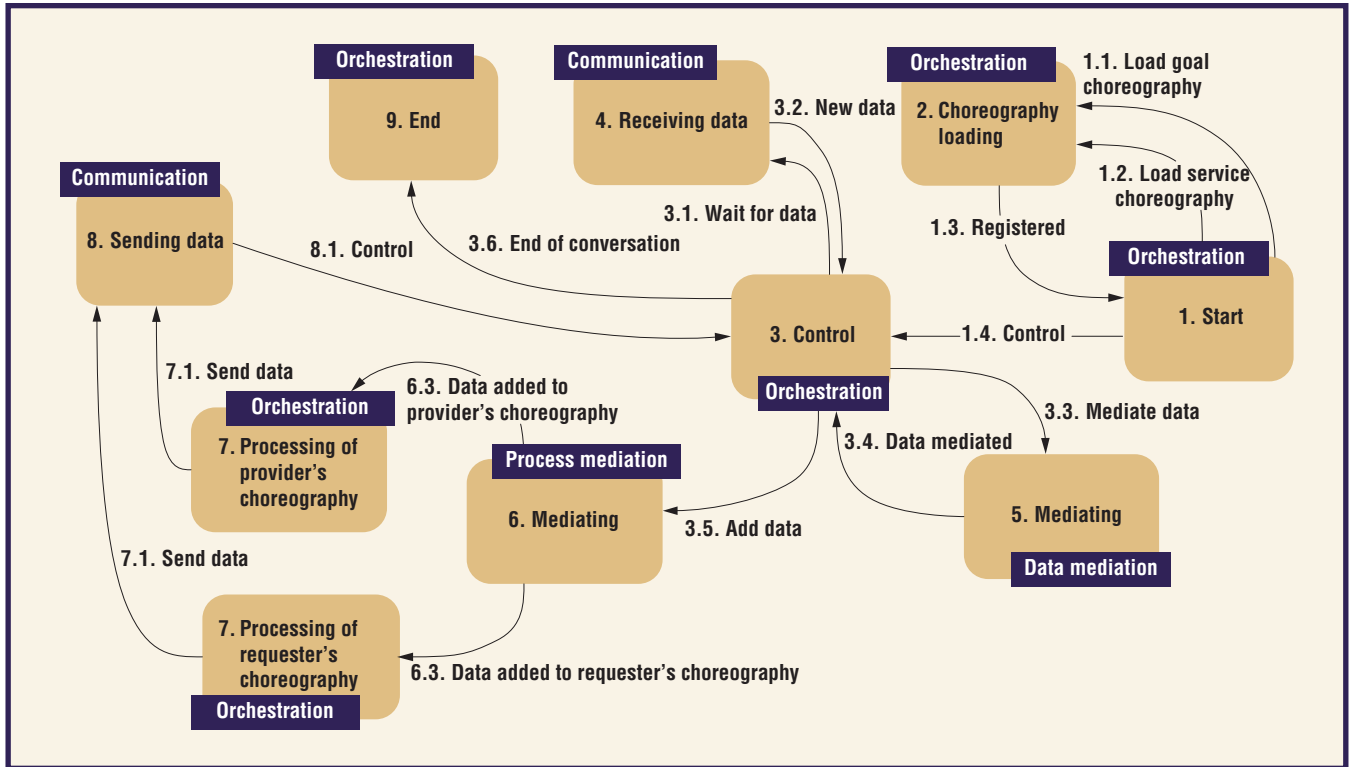 Orchestration
9. End
Communication
4. Receiving data
3.2. New data
Orchestration
2. Choreography
loading
1.1. Load goal
choreography
1.2. Load service
choreography
1.3. Registered
Orchestration
1. Start
1.4. Control
Communication
8. Sending data
8.1. Control
3.6. End of conversation
3.1. Wait for data
3. Control
Orchestration
3.3. Mediate data
3.4. Data mediated
5. Mediating
Data mediation
3.5. Add data
Process mediation
6. Mediating
6.3. Data added to
provider’s choreography
7.1. Send data
Orchestration
7. Processing of
provider’s
choreography
7.1. Send data
7. Processing of
requester’s
choreography
Orchestration
6.3. Data added to requester’s choreography